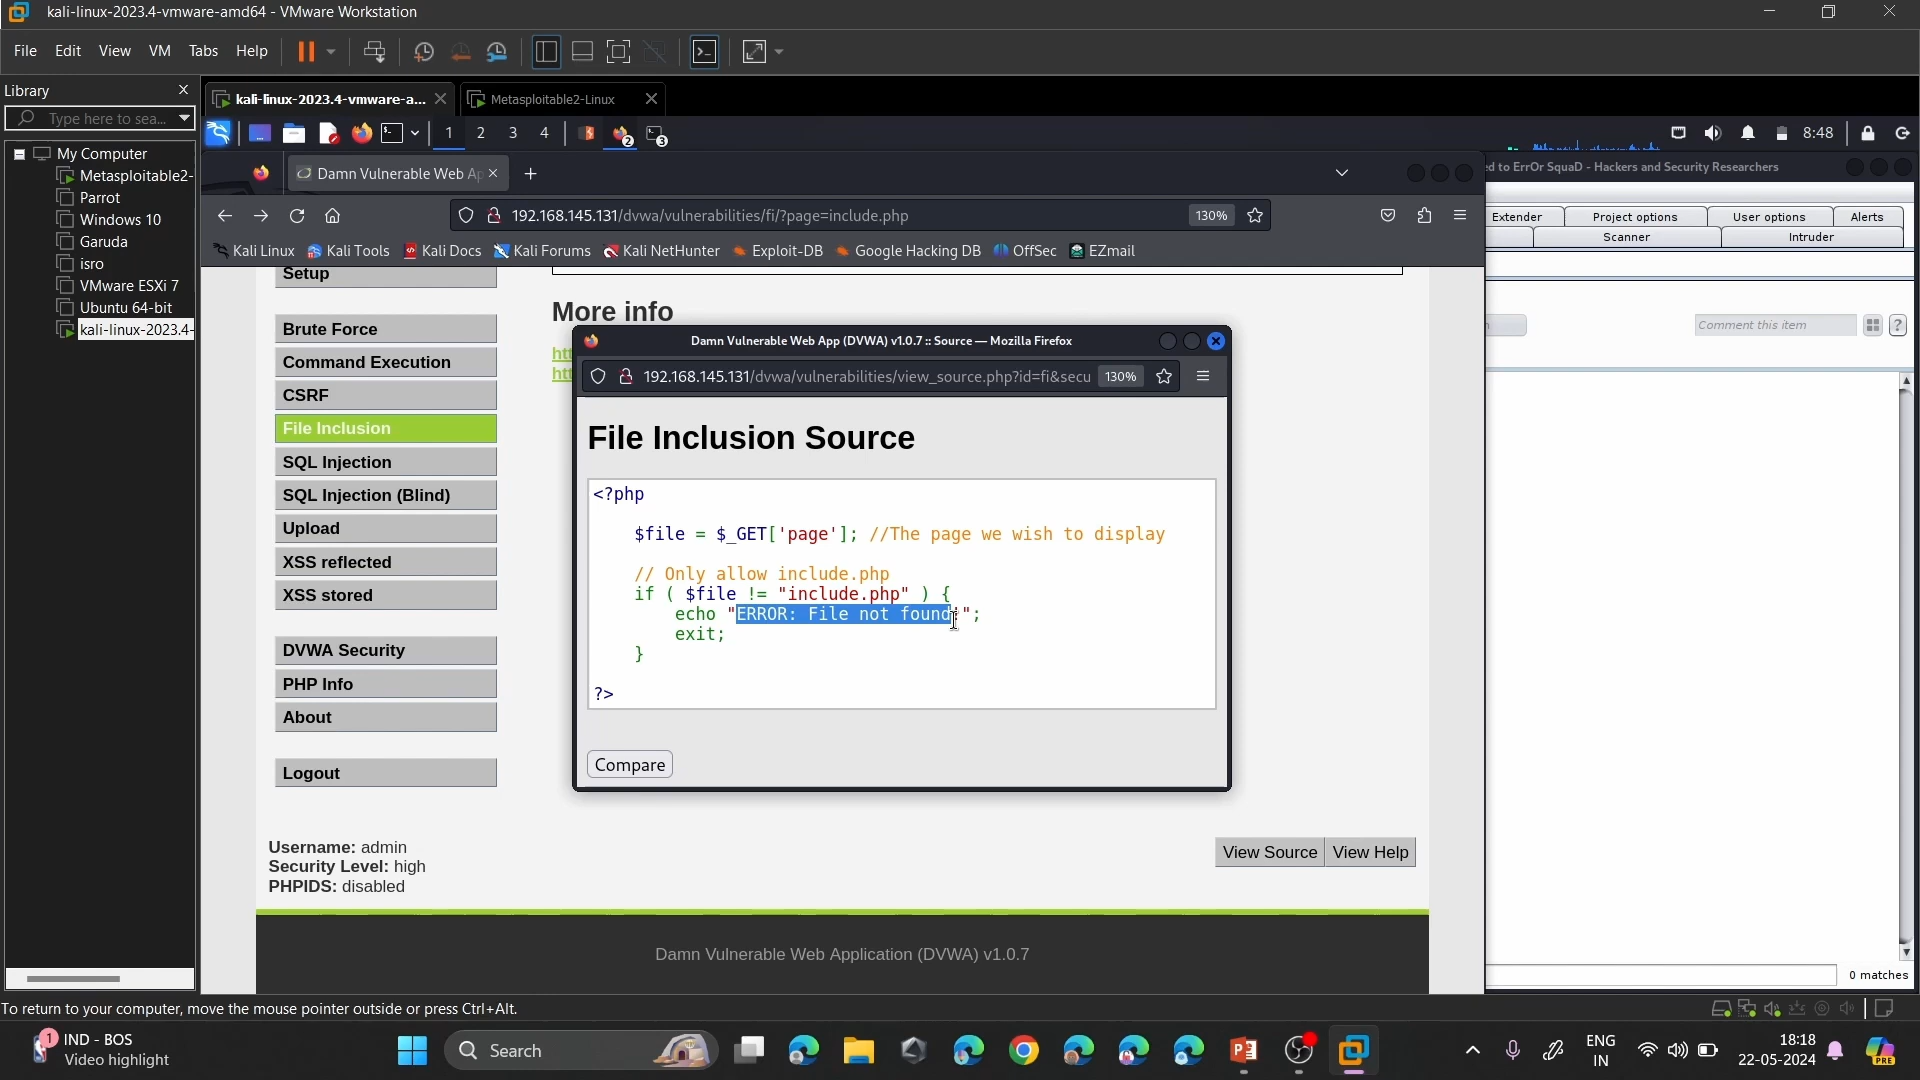 kali-linux-2023.4-vmware-amd64 - VMware Workstation
File Edit View VM Tabs Help
Library
Type here to sea...
My Computer
Metasploitable2-
Parrot
Windows 10
Garuda
isro
VMware ESXi 7
Ubuntu 64-bit
kali-linux-2023.4-
kali-linux-2023.4-vmware-a... Metasploitable2-Linux
1 2 3 4 2 3 8:48
Damn Vulnerable Web Ap
ed to ErrOr SquaD - Hackers and Security Researchers
192.168.145.131/dvwa/vulnerabilities/fi/?page=include.php 130%
Kali Linux Kali Tools Kali Docs Kali Forums Kali NetHunter Exploit-DB Google Hacking DB OffSec EZmail
Extender Project options User options Alerts
Scanner Intruder
Comment this item ?
Setup
Brute Force
Command Execution
CSRF
File Inclusion
SQL Injection
SQL Injection (Blind)
Upload
XSS reflected
XSS stored
DVWA Security
PHP Info
About
Logout
More info
htt
htt
Damn Vulnerable Web App (DVWA) v1.0.7 :: Source — Mozilla Firefox
192.168.145.131/dvwa/vulnerabilities/view_source.php?id=fi&secu 130%
File Inclusion Source
<?php
$file = $_GET['page']; //The page we wish to display
// Only allow include.php
if ( $file != "include.php" ) {
echo "ERROR: File not found!";
exit;
}
?>
Compare
Username: admin
Security Level: high
PHPIDS: disabled
View Source View Help
Damn Vulnerable Web Application (DVWA) v1.0.7
0 matches
To return to your computer, move the mouse pointer outside or press Ctrl+Alt.
1 IND - BOS
Video highlight
Search
ENG
IN
18:18
22-05-2024
PRE